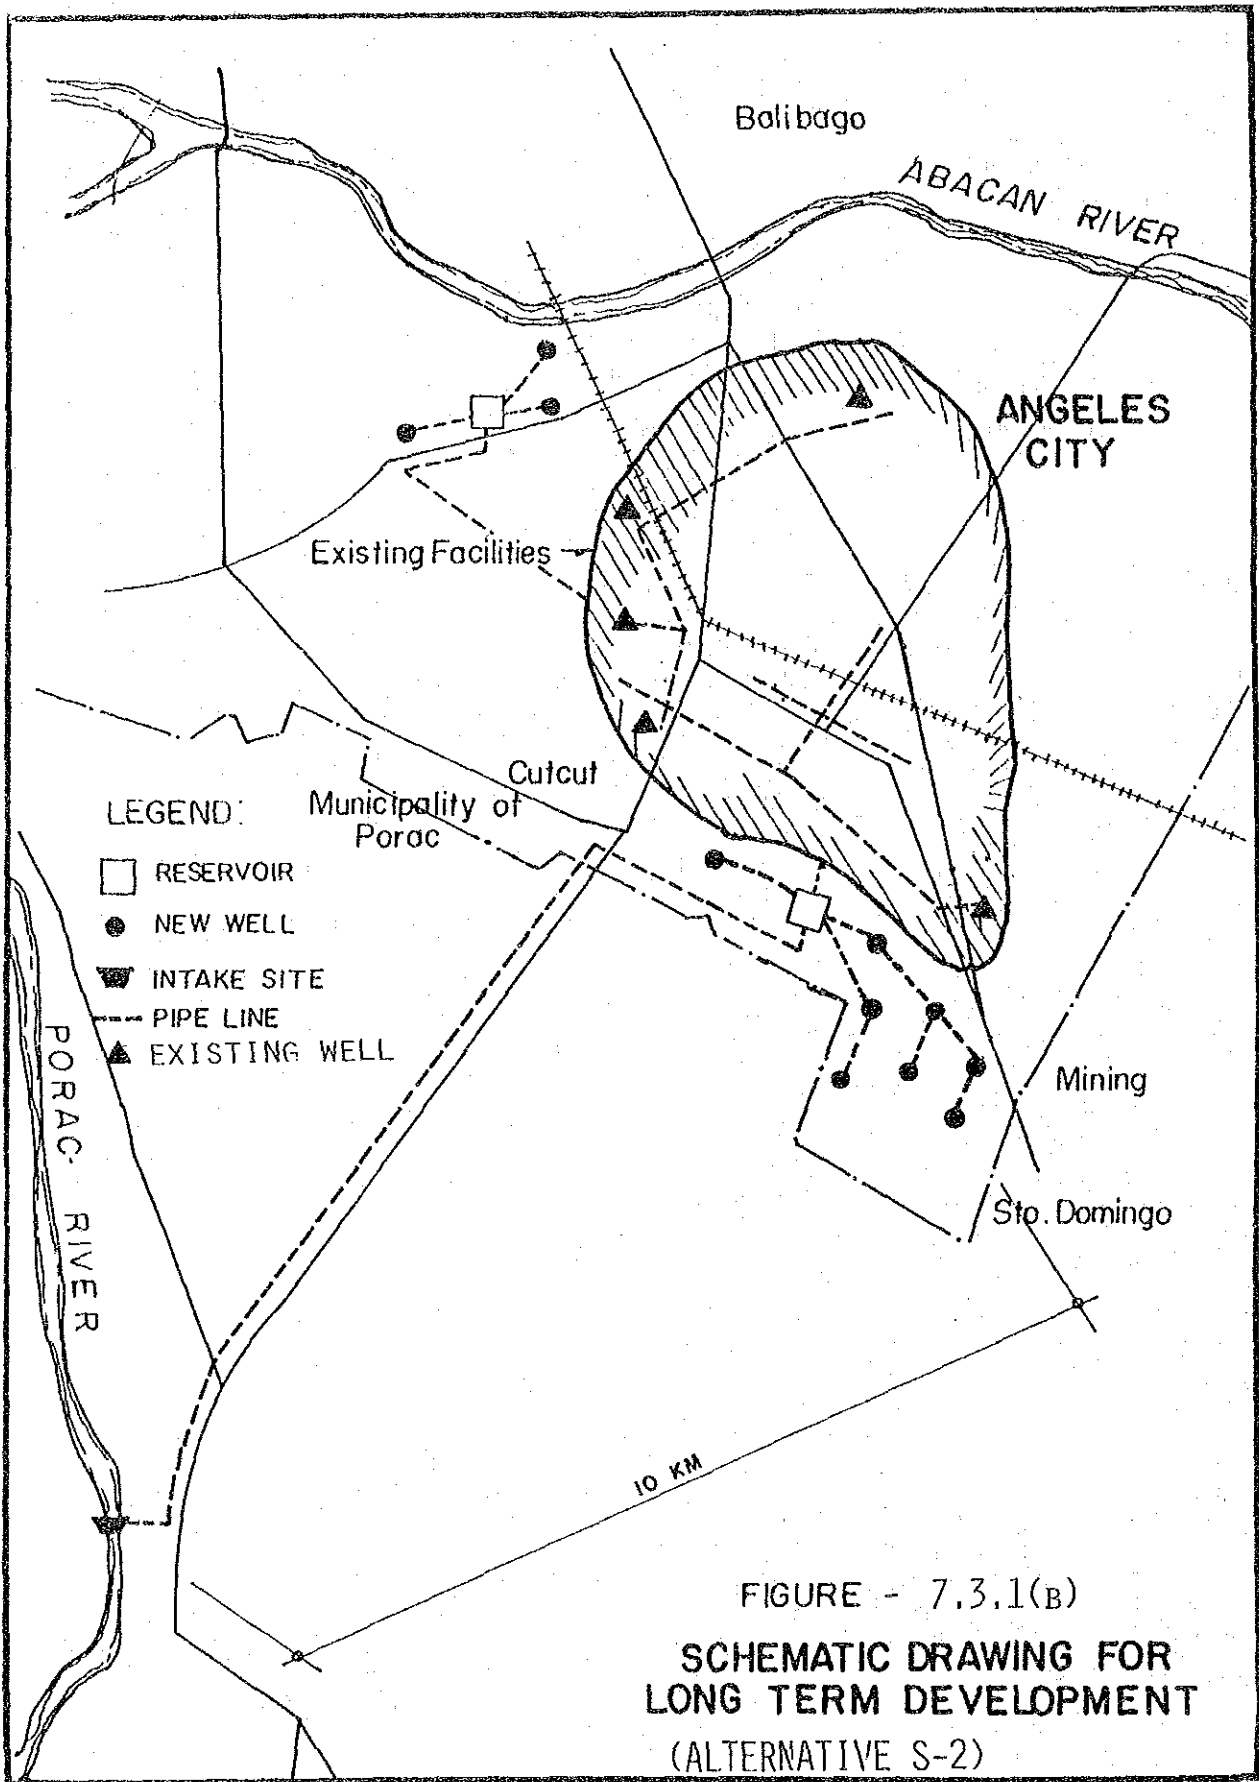 Balibago
ABACAN RIVER
ANGELES
CITY
Existing Facilities
Cutcut
Municipality of
Porac
LEGEND:
RESERVOIR
NEW WELL
INTAKE SITE
PIPE LINE
EXISTING WELL
PORAC RIVER
Mining
Sto. Domingo
10 KM
FIGURE - 7.3.1(B)
SCHEMATIC DRAWING FOR
LONG TERM DEVELOPMENT
(ALTERNATIVE S-2)